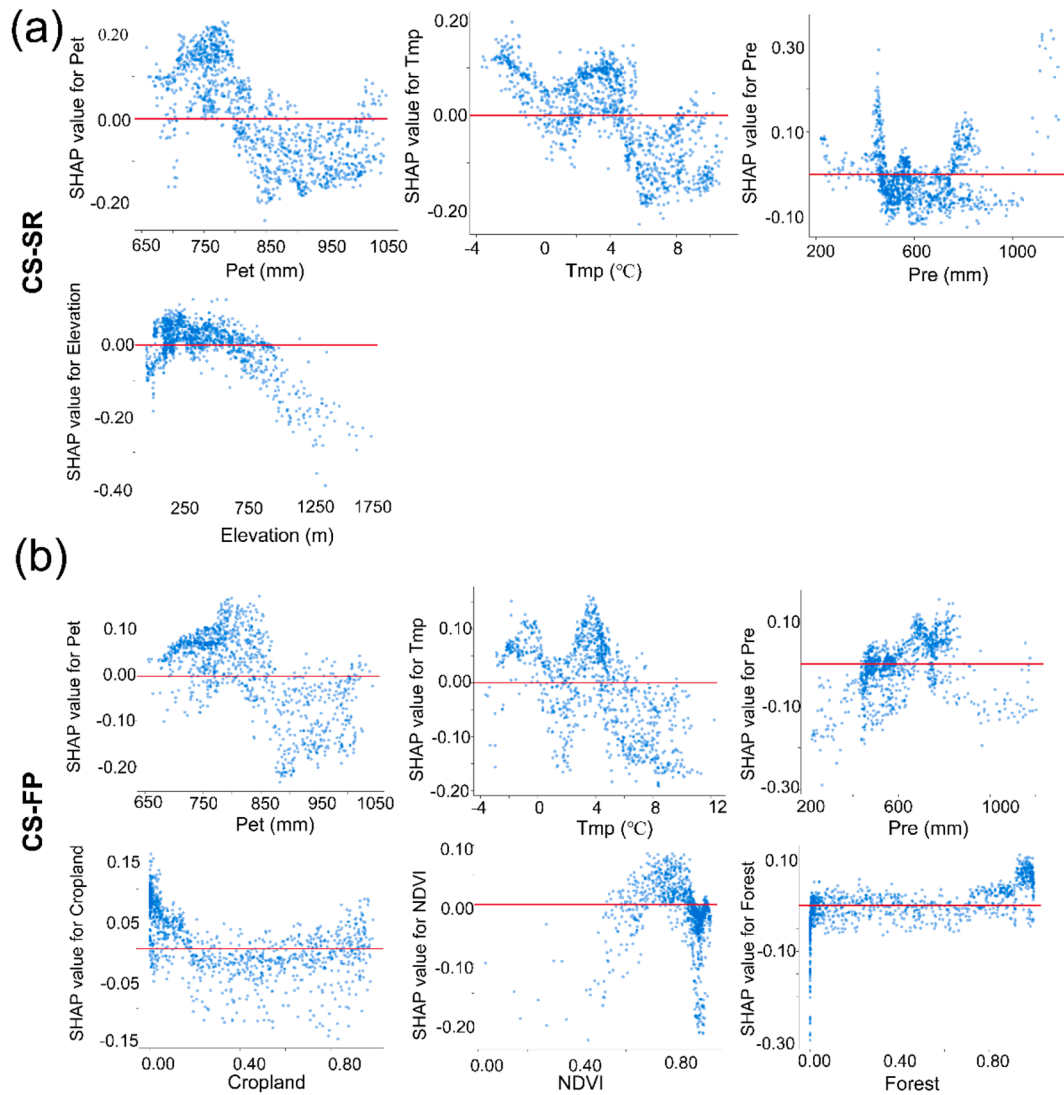 (a)
CS-SR
SHAP value for Pet
0.20
0.00
-0.20
650 750 850 950 1050
Pet (mm)
SHAP value for Tmp
0.20
0.00
-0.20
-4 0 4 8
Tmp (℃)
SHAP value for Pre
0.30
0.10
-0.10
200 600 1000
Pre (mm)
SHAP value for Elevation
0.00
-0.20
-0.40
250 750 1250 1750
Elevation (m)
(b)
CS-FP
SHAP value for Pet
0.10
0.00
-0.10
-0.20
650 750 850 950 1050
Pet (mm)
SHAP value for Tmp
0.10
0.00
-0.10
-0.20
-4 0 4 8 12
Tmp (℃)
SHAP value for Pre
0.10
-0.10
-0.30
200 600 1000
Pre (mm)
SHAP value for Cropland
0.15
0.05
-0.05
-0.15
0.00 0.40 0.80
Cropland
SHAP value for NDVI
0.10
0.00
-0.10
-0.20
0.00 0.40 0.80
NDVI
SHAP value for Forest
0.10
-0.10
-0.30
0.00 0.40 0.80
Forest